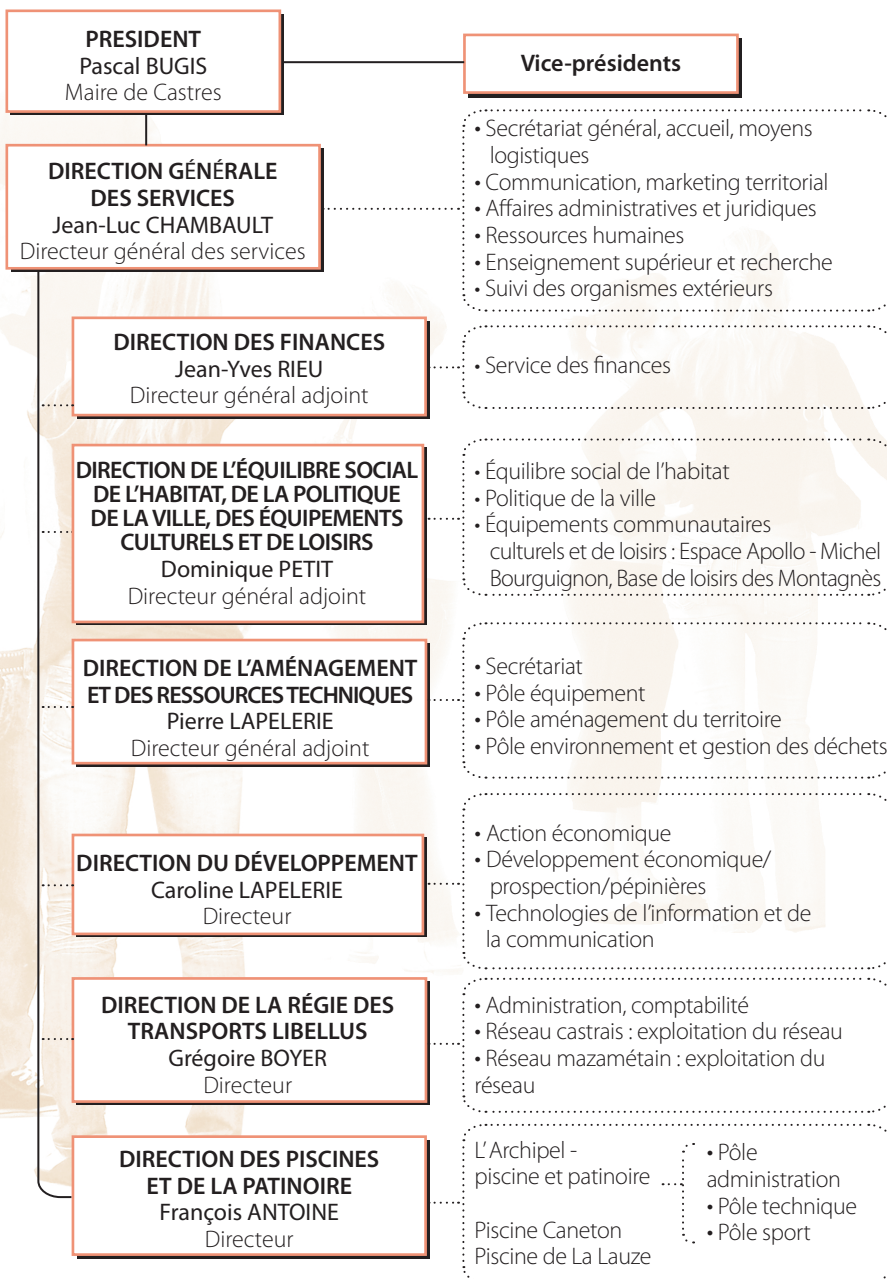 PRESIDENT
Pascal BUGIS
Maire de Castres
Vice-présidents
DIRECTION GÉNÉRALE
DES SERVICES
Jean-Luc CHAMBAULT
Directeur général des services
• Secrétariat général, accueil, moyens
logistiques
• Communication, marketing territorial
• Affaires administratives et juridiques
• Ressources humaines
• Enseignement supérieur et recherche
• Suivi des organismes extérieurs
DIRECTION DES FINANCES
Jean-Yves RIEU
Directeur général adjoint
• Service des finances
DIRECTION DE L’ÉQUILIBRE SOCIAL
DE L’HABITAT, DE LA POLITIQUE
DE LA VILLE, DES ÉQUIPEMENTS
CULTURELS ET DE LOISIRS
Dominique PETIT
Directeur général adjoint
• Équilibre social de l’habitat
• Politique de la ville
• Équipements communautaires
culturels et de loisirs : Espace Apollo - Michel
Bourguignon, Base de loisirs des Montagnès
DIRECTION DE L’AMÉNAGEMENT
ET DES RESSOURCES TECHNIQUES
Pierre LAPELERIE
Directeur général adjoint
• Secrétariat
• Pôle équipement
• Pôle aménagement du territoire
• Pôle environnement et gestion des déchets
DIRECTION DU DÉVELOPPEMENT
Caroline LAPELERIE
Directeur
• Action économique
• Développement économique/
prospection/pépinières
• Technologies de l’information et de
la communication
DIRECTION DE LA RÉGIE DES
TRANSPORTS LIBELLUS
Grégoire BOYER
Directeur
• Administration, comptabilité
• Réseau castrais : exploitation du réseau
• Réseau mazamétain : exploitation du
réseau
DIRECTION DES PISCINES
ET DE LA PATINOIRE
François ANTOINE
Directeur
L’Archipel -
piscine et patinoire
Piscine Caneton
Piscine de La Lauze
• Pôle
administration
• Pôle technique
• Pôle sport